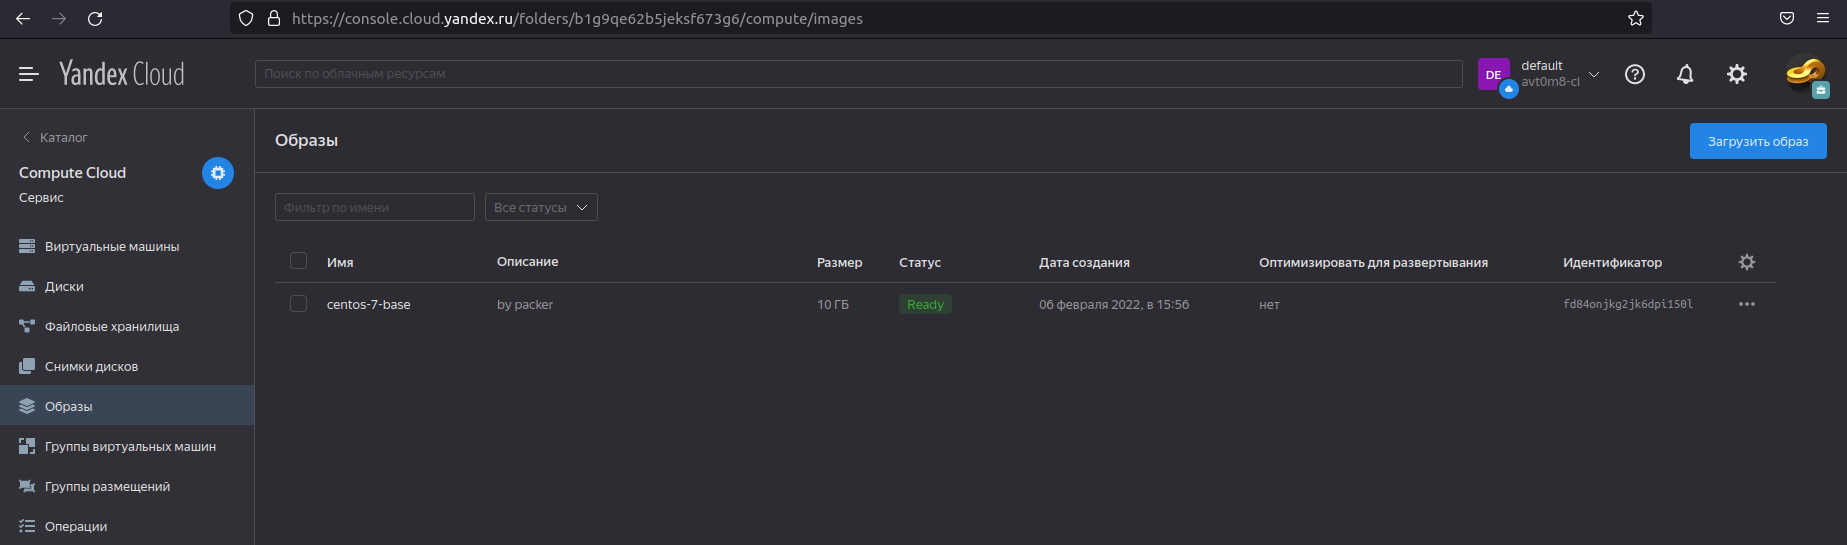 https://console.cloud.yandex.ru/folders/b1g9qe62b5jeksf673g6/compute/images
Yandex Cloud
Поиск по облачным ресурсам
DE
default
avt0m8-cl
Каталог
Compute Cloud
Сервис
Виртуальные машины
Диски
Файловые хранилища
Снимки дисков
Образы
Группы виртуальных машин
Группы размещений
Операции
Образы
Загрузить образ
Фильтр по имени
Все статусы
Имя Описание Размер Статус Дата создания Оптимизировать для развертывания Идентификатор
centos-7-base by packer 10 ГБ Ready 06 февраля 2022, в 15:56 нет fd84onjkg2jk6dpi150l